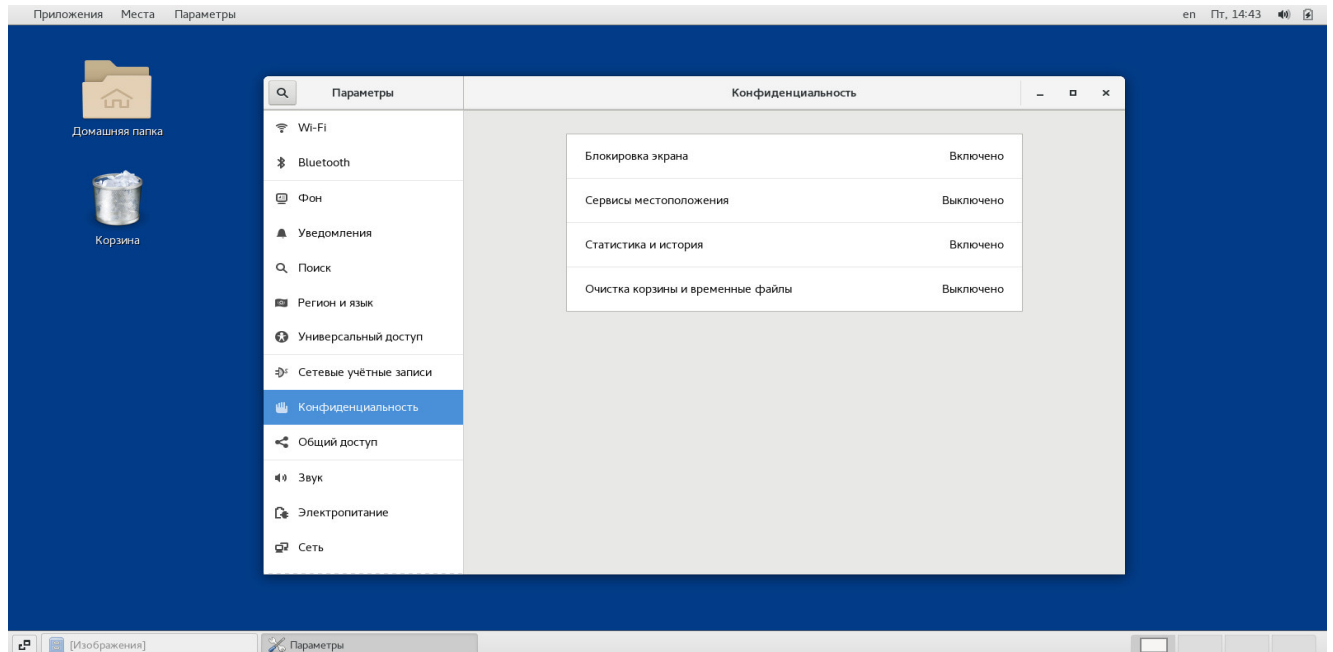 Приложения Места Параметры en Пт, 14:43
Домашняя папка
Корзина
Параметры Конфиденциальность
Wi-Fi
Bluetooth
Фон
Уведомления
Поиск
Регион и язык
Универсальный доступ
Сетевые учётные записи
Конфиденциальность
Общий доступ
Звук
Электропитание
Сеть
Блокировка экрана Включено
Сервисы местоположения Выключено
Статистика и история Включено
Очистка корзины и временные файлы Выключено
[Изображения] Параметры